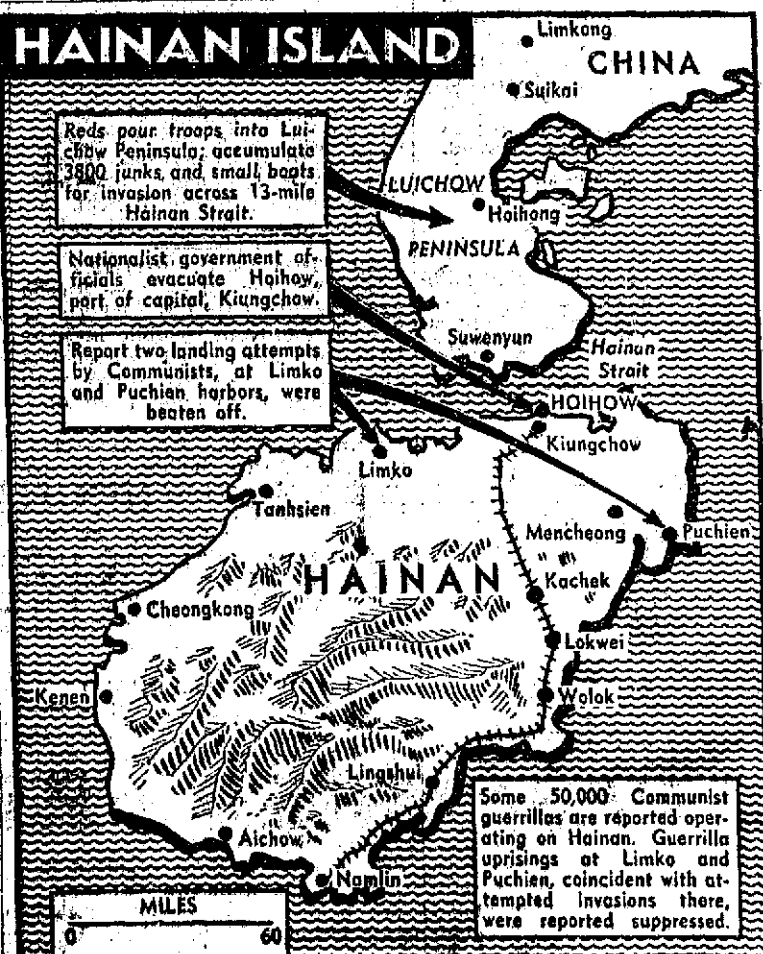 HAINAN ISLAND
Limkong
CHINA
Suikai
Reds pour troops into Lui-
chow Peninsula; accumulate
3800 junks, and small boats
for invasion across 13-mile
Hainan Strait.
LUICHOW
Hoihong
PENINSULA
Nationalist government of-
ficials evacuate Hoihow,
port of capital, Kiungchow.
Suwenyun
Hainan
Strait
Report two landing attempts
by Communists, at Limko
and Puchien harbors, were
beaten off.
HOIHOW
Kiungchow
Limko
Tanhsien
Mencheong
Puchien
HAINAN
Kachek
Cheongkong
Lokwei
Kenen
Wolok
Lingshui
Some 50,000 Communist
guerrillas are reported oper-
ating on Hainan. Guerrilla
uprisings at Limko and
Puchien, coincident with at-
tempted invasions there,
were reported suppressed.
Aichow
Namlin
MILES
0 60